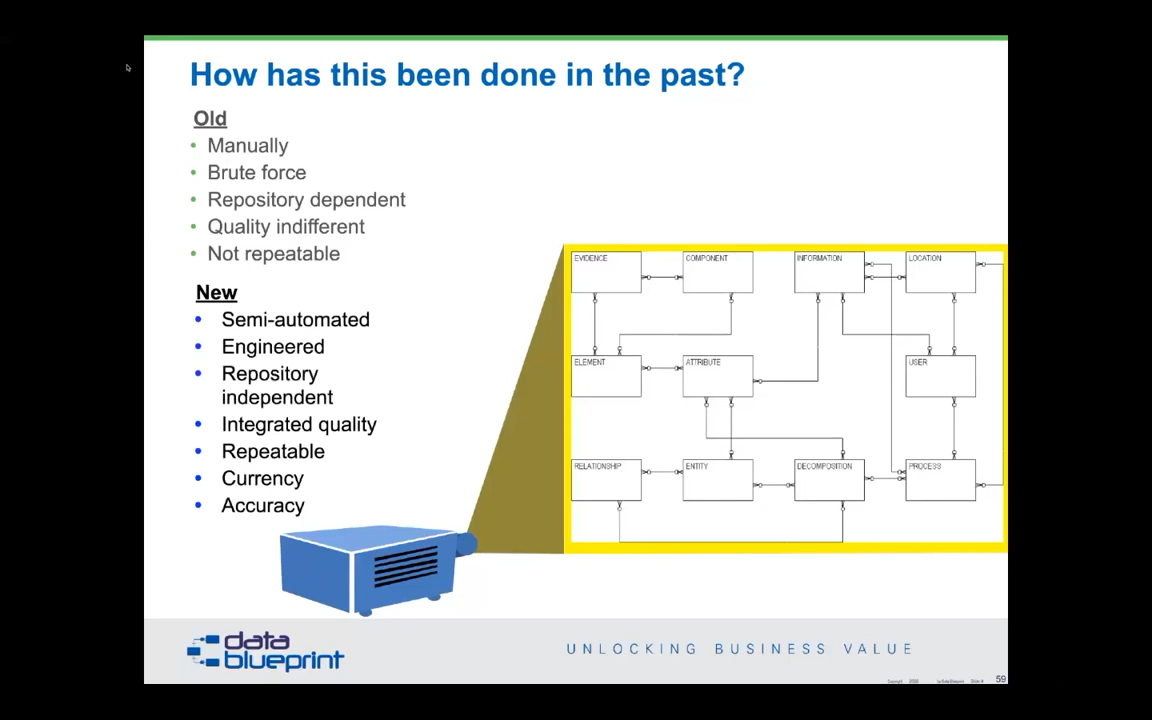 How has this been done in the past?
Old
• Manually
• Brute force
• Repository dependent
• Quality indifferent
• Not repeatable
New
• Semi-automated
• Engineered
• Repository
independent
• Integrated quality
• Repeatable
• Currency
• Accuracy
EVIDENCE
COMPONENT
INFORMATION
LOCATION
ELEMENT
ATTRIBUTE
USER
RELATIONSHIP
ENTITY
DECOMPOSITION
PROCESS
data
blueprint
UNLOCKING BUSINESS VALUE
Copyright
59